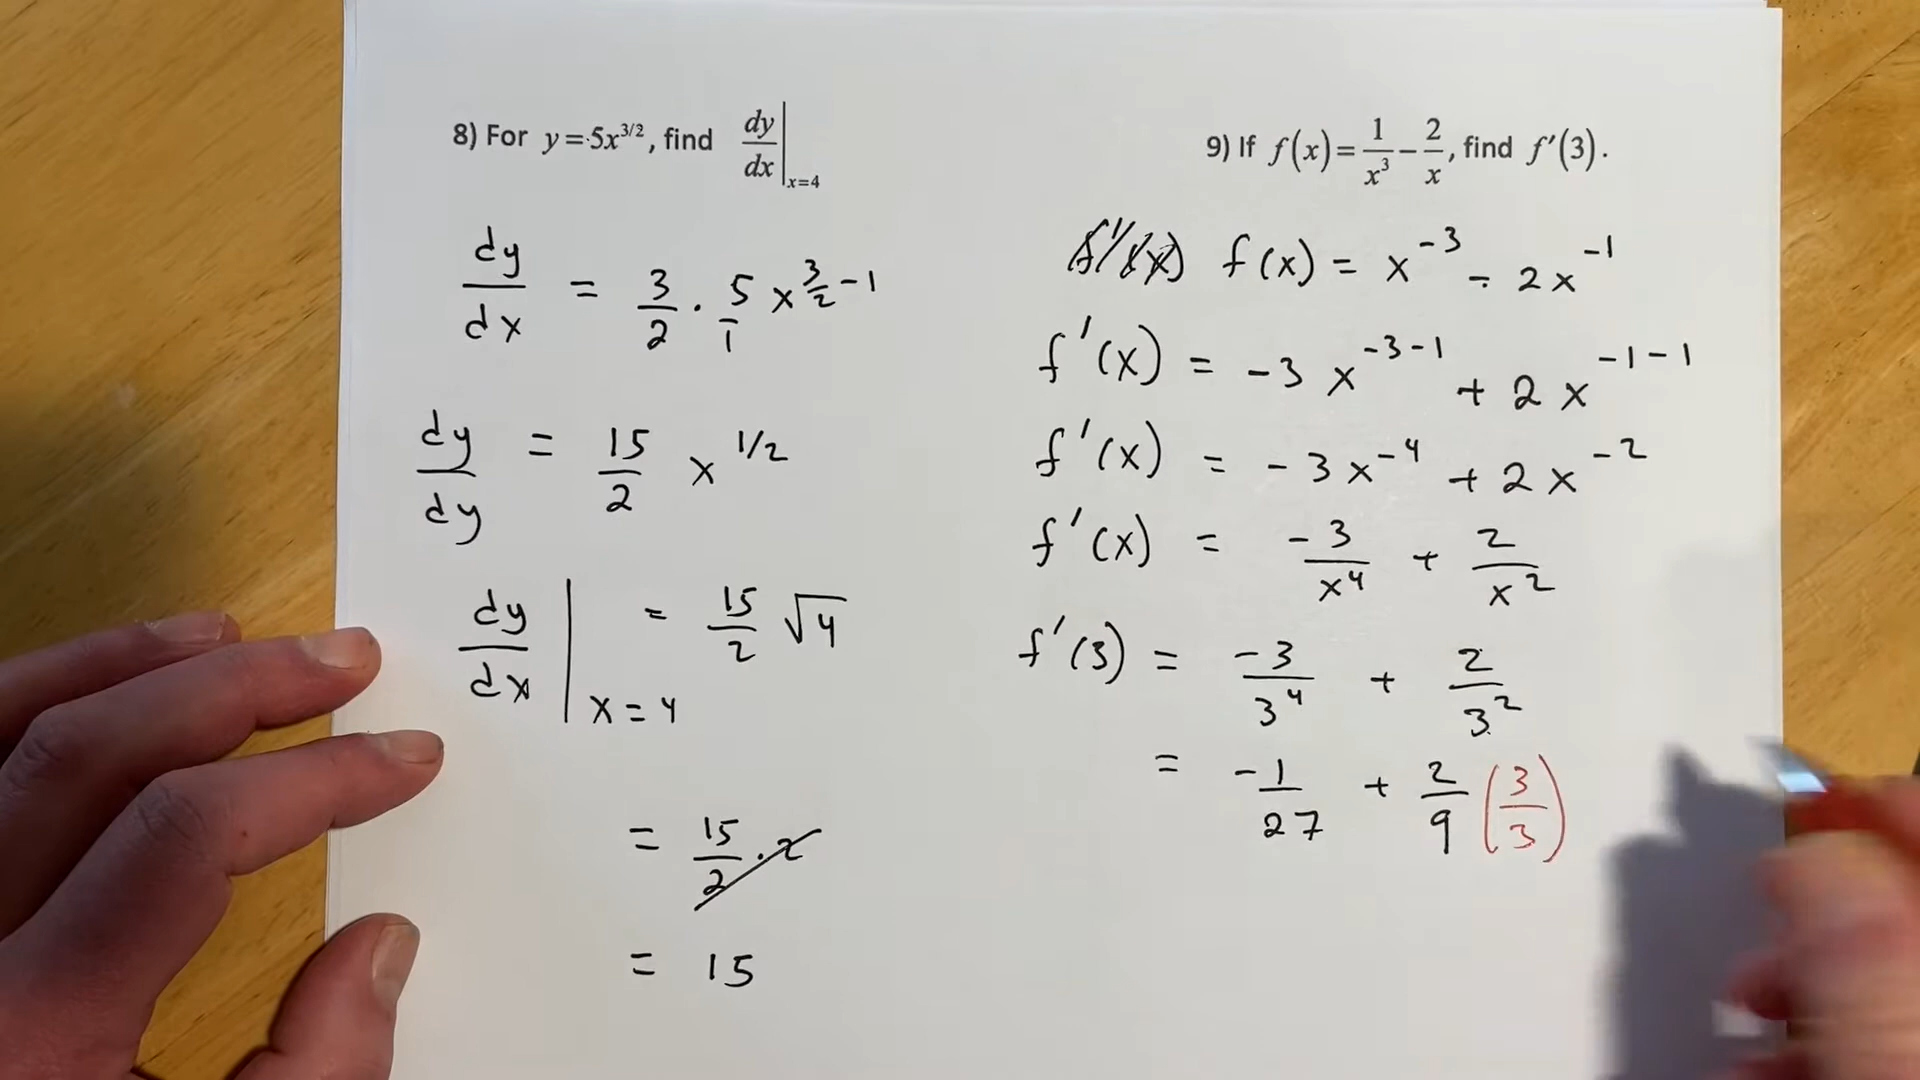 8) For y=5x^{3/2}, find dy/dx |_{x=4}
dy/dx = 3/2 · 5/1 x^{3/2 - 1}
dy/dy = 15/2 x^{1/2}
dy/dx |_{x=4} = 15/2 √4
= 15/2 · 2
= 15
9) If f(x)=1/x^3 - 2/x, find f'(3).
f'(x) f(x) = x^{-3} - 2x^{-1}
f'(x) = -3x^{-3-1} + 2x^{-1-1}
f'(x) = -3x^{-4} + 2x^{-2}
f'(x) = -3/x^4 + 2/x^2
f'(3) = -3/3^4 + 2/3^2
= -1/27 + 2/9 (3/3)